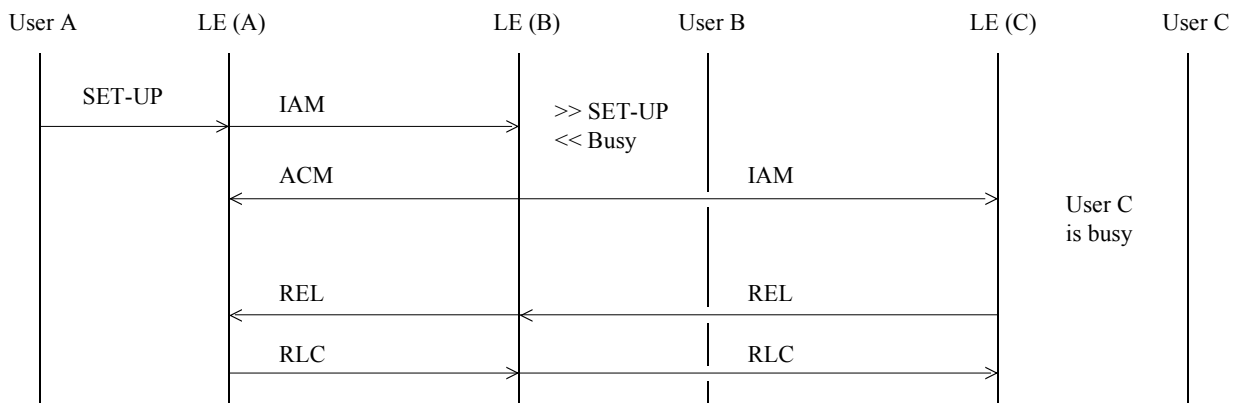 User A LE (A) LE (B) User B LE (C) User C
SET-UP
IAM
>> SET-UP
<< Busy
ACM IAM
User C
is busy
REL REL
RLC RLC